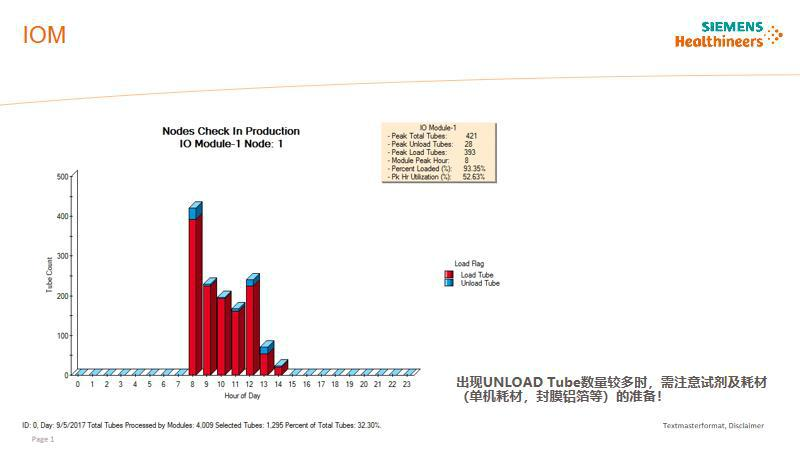 IOM
SIEMENS
Healthineers
Nodes Check In Production
IO Module-1 Node: 1
IO Module-1
- Peak Total Tubes: 421
- Peak Unload Tubes: 28
- Peak Load Tubes: 393
- Module Peak Hour: 8
- Percent Loaded (%): 93.35%
- Pk Hr Utilization (%): 52.63%
500
400
300
200
100
0
Tube Count
0 1 2 3 4 5 6 7 8 9 10 11 12 13 14 15 16 17 18 19 20 21 22 23
Hour of Day
Load Flag
Load Tube
Unload Tube
出现UNLOAD Tube数量较多时，需注意试剂及耗材
（单机耗材，封膜铝箔等）的准备！
ID: 0, Day: 9/5/2017 Total Tubes Processed by Modules: 4,009 Selected Tubes: 1,295 Percent of Total Tubes: 32.30%.
Textmasterformat, Disclaimer
Page 1